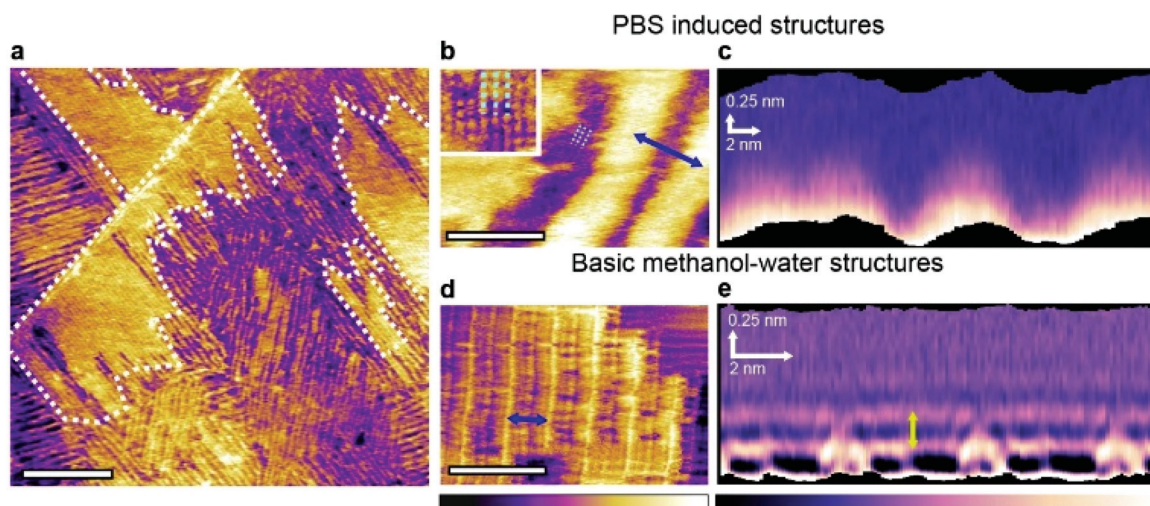 PBS induced structures
a
b
c
0.25 nm
2 nm
Basic methanol-water structures
d
e
0.25 nm
2 nm